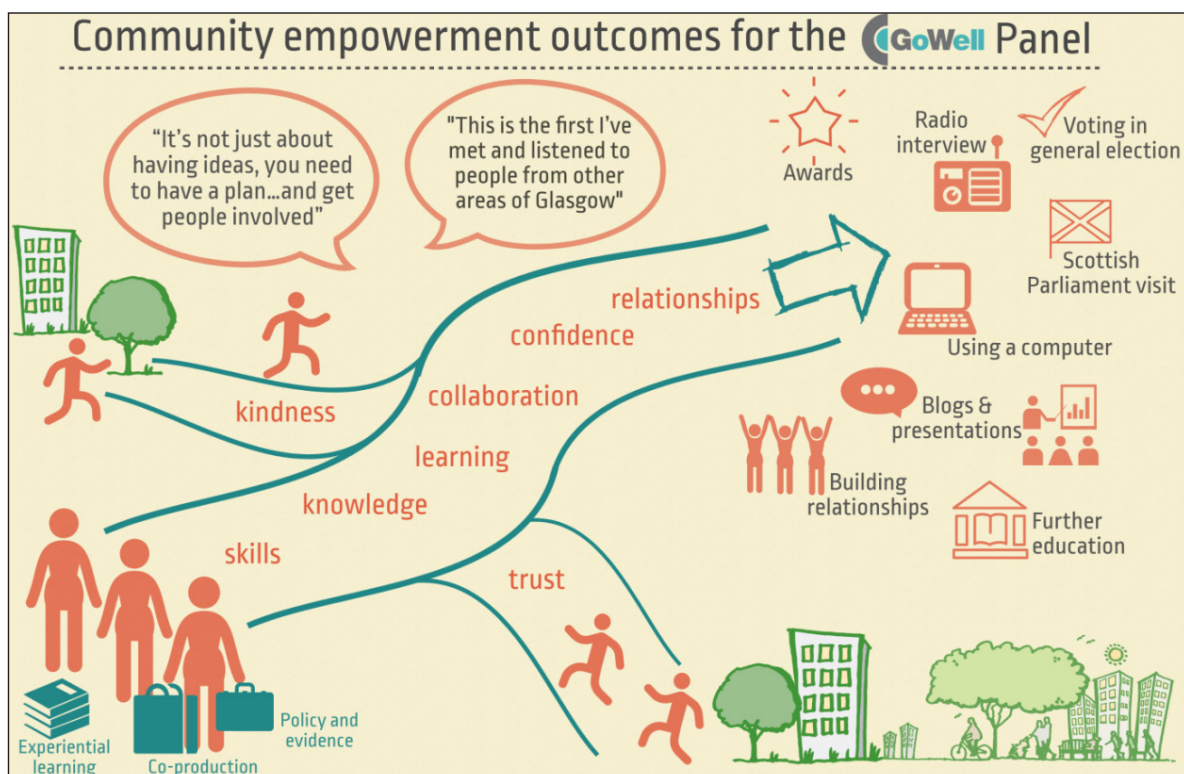 Community empowerment outcomes for the GoWell Panel
“It’s not just about
having ideas, you need
to have a plan...and get
people involved”
"This is the first I’ve
met and listened to
people from other
areas of Glasgow"
Awards
Radio
interview
Voting in
general election
Scottish
Parliament visit
Using a computer
Blogs &
presentations
Building
relationships
Further
education
relationships
confidence
collaboration
kindness
learning
knowledge
skills
trust
Experiential
learning
Co-production
Policy and
evidence